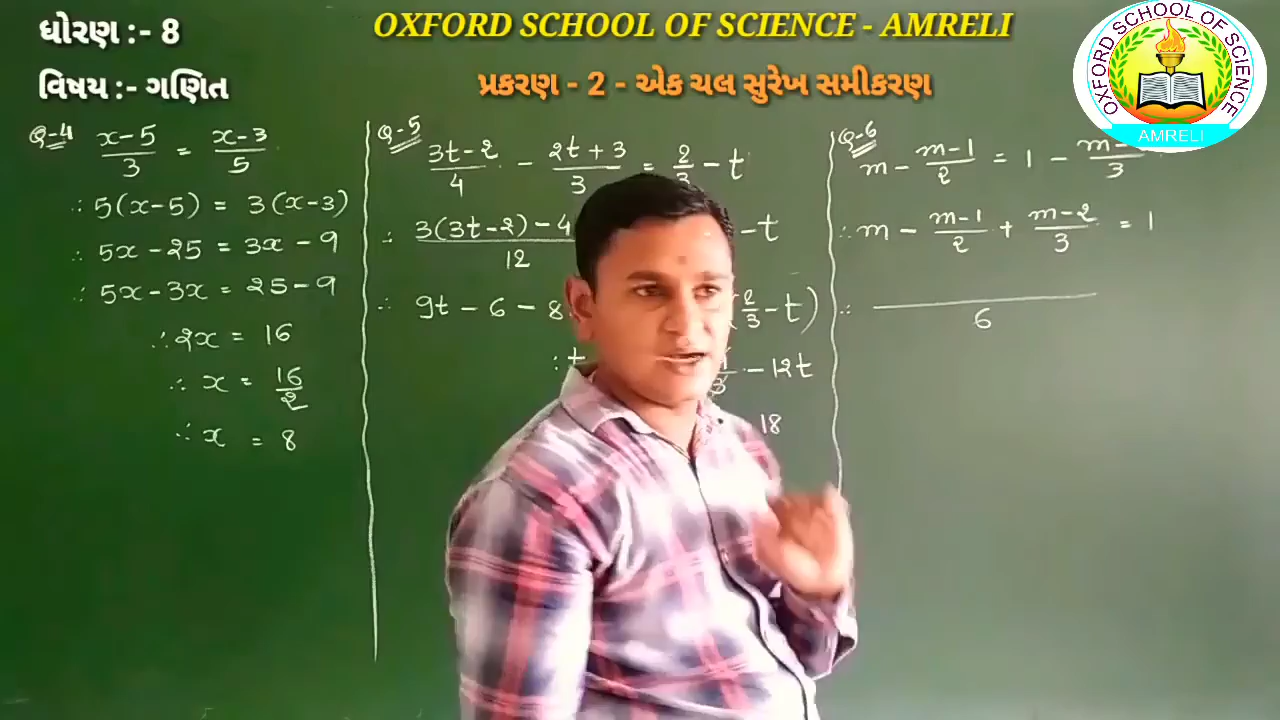 ધોરણ :- 8
OXFORD SCHOOL OF SCIENCE - AMRELI
વિષય :- ગણિત
પ્રકરણ - 2 - એક ચલ સુરેખ સમીકરણ
OXFORD SCHOOL OF SCIENCE
AMRELI
Q-4
x-5/3 = x-3/5
∴ 5(x-5) = 3(x-3)
∴ 5x-25 = 3x-9
∴ 5x-3x = 25-9
∴ 2x = 16
∴ x = 16/2
∴ x = 8
Q-5
3t-2/4 - 2t+3/3 = 2/3 - t
∴ 3(3t-2)-4 /12 - t
∴ 9t-6-8 (2/3 - t)
∴ t - 12t
18
Q-6
m - m-1/2 = 1 - m- /3
∴ m - m-1/2 + m-2/3 = 1
∴ /6